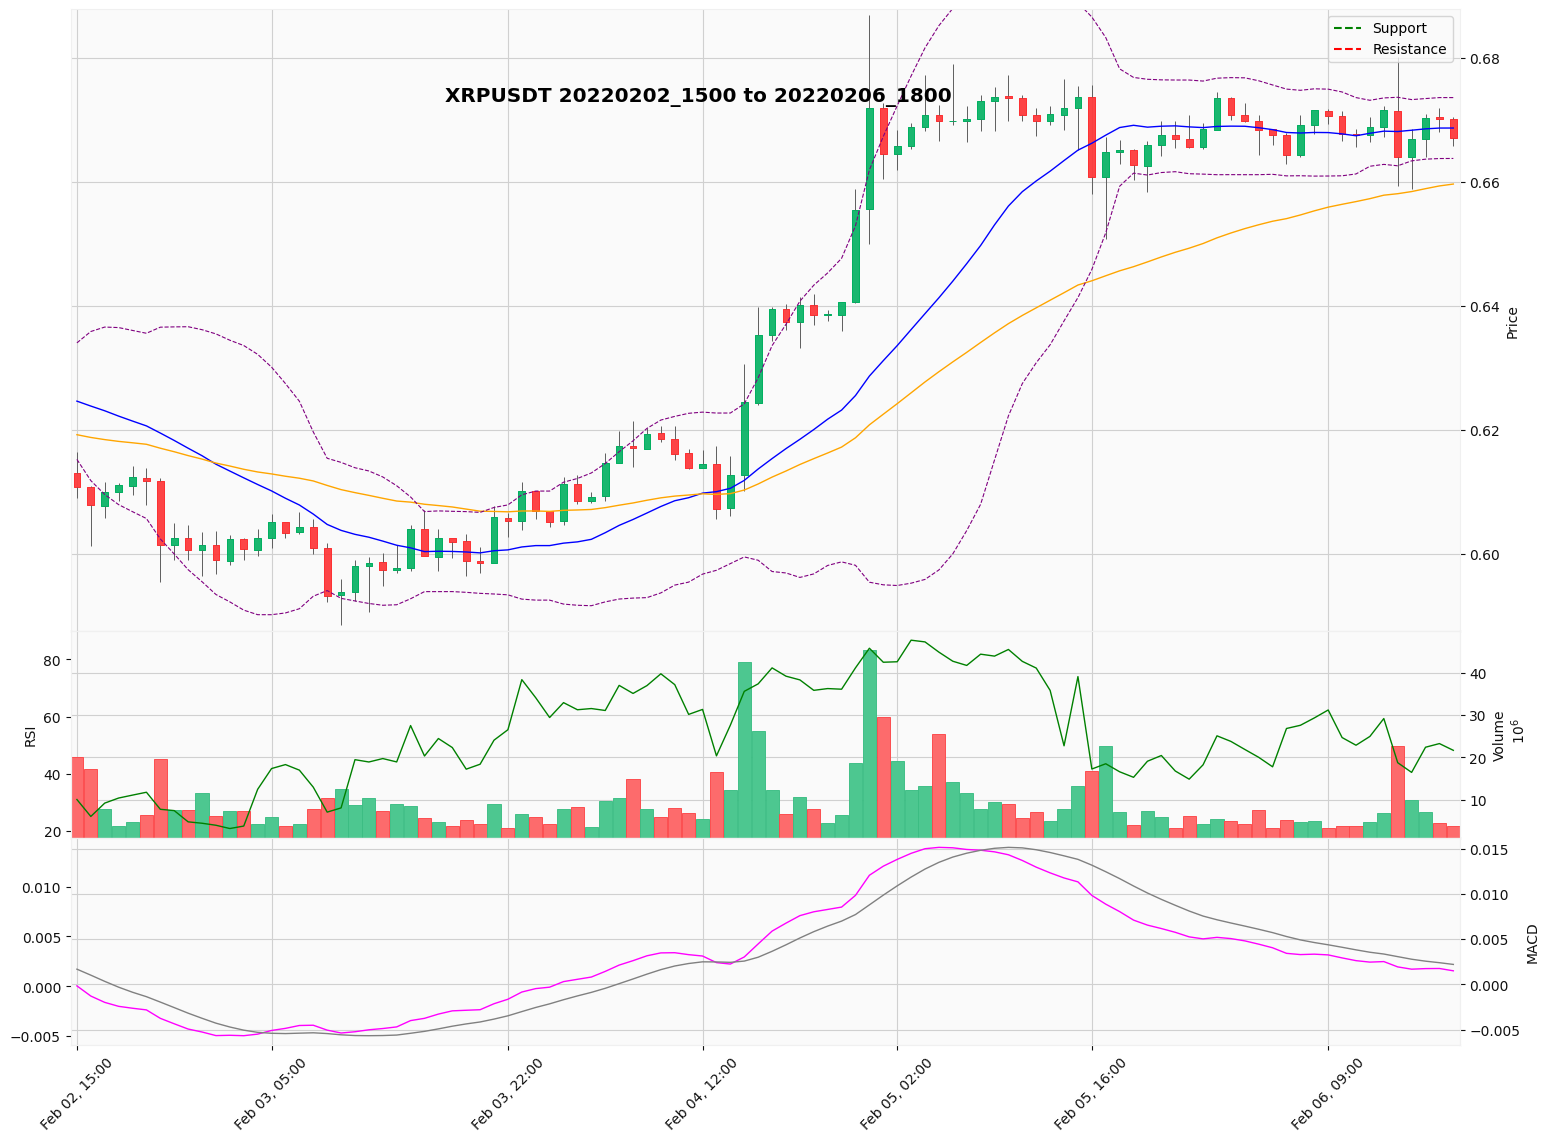 XRPUSDT 20220202_1500 to 20220206_1800
Support
Resistance
0.68
0.66
0.64
0.62
0.60
Price
80
60
40
20
RSI
40
30
20
10
Volume
10⁶
0.010
0.005
0.000
−0.005
0.015
0.010
0.005
0.000
−0.005
MACD
Feb 02, 15:00
Feb 03, 05:00
Feb 03, 22:00
Feb 04, 12:00
Feb 05, 02:00
Feb 05, 16:00
Feb 06, 09:00